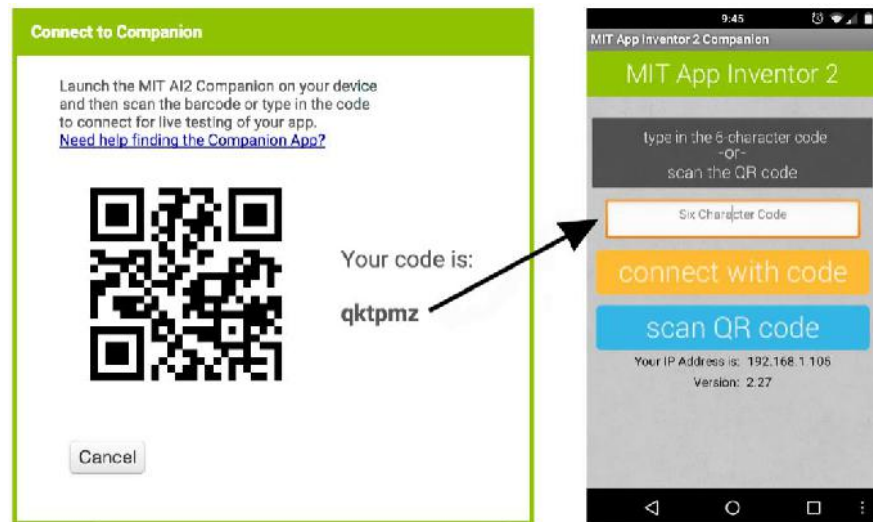 Connect to Companion
Launch the MIT AI2 Companion on your device
and then scan the barcode or type in the code
to connect for live testing of your app.
Need help finding the Companion App?
Your code is:
qktpmz
Cancel
9:45
MIT App Inventor 2 Companion
MIT App Inventor 2
type in the 6-character code
-or-
scan the QR code
Six Character Code
connect with code
scan QR code
Your IP Address is: 192.168.1.106
Version: 2.27